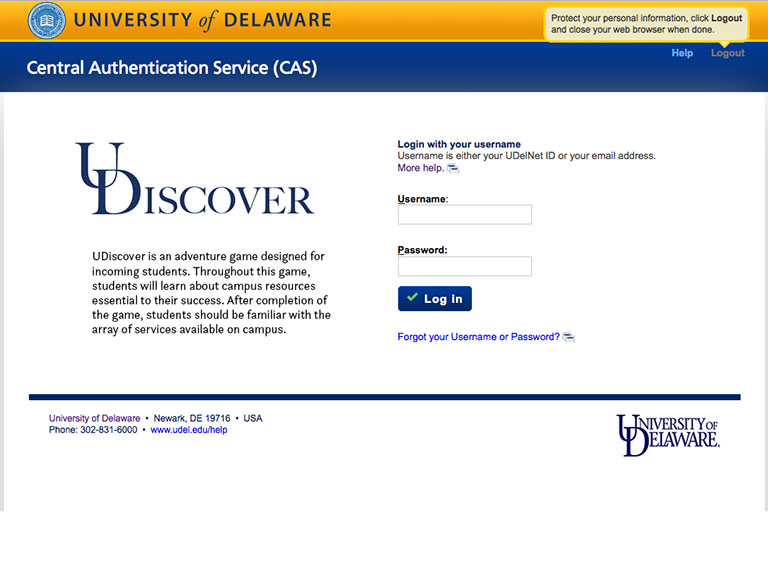 UNIVERSITY of DELAWARE
Protect your personal information, click Logout
and close your web browser when done.
Help Logout
Central Authentication Service (CAS)
UDISCOVER
UDiscover is an adventure game designed for
incoming students. Throughout this game,
students will learn about campus resources
essential to their success. After completion of
the game, students should be familiar with the
array of services available on campus.
Login with your username
Username is either your UDelNet ID or your email address.
More help.
Username:
Password:
Log in
Forgot your Username or Password?
University of Delaware • Newark, DE 19716 • USA
Phone: 302-831-6000 • www.udel.edu/help
UNIVERSITY OF
DELAWARE.